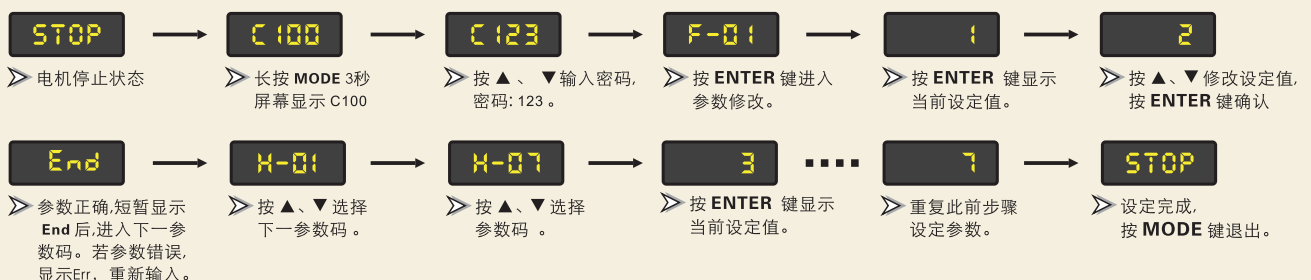 STOP
C100
C123
F-01
1
2
电机停止状态
长按 MODE 3秒
屏幕显示 C100
按 ▲ 、 ▼输入密码,
密码: 123 。
按 ENTER 键进入
参数修改。
按 ENTER 键显示
当前设定值。
按 ▲、▼ 修改设定值,
按 ENTER 键确认
End
H-01
H-07
3
7
STOP
参数正确,短暂显示
End 后,进入下一参
数码。若参数错误,
显示Err，重新输入。
按 ▲、▼ 选择
下一参数码 。
按 ▲、▼ 选择
参数码 。
按 ENTER 键显示
当前设定值。
重复此前步骤
设定参数。
设定完成,
按 MODE 键退出。